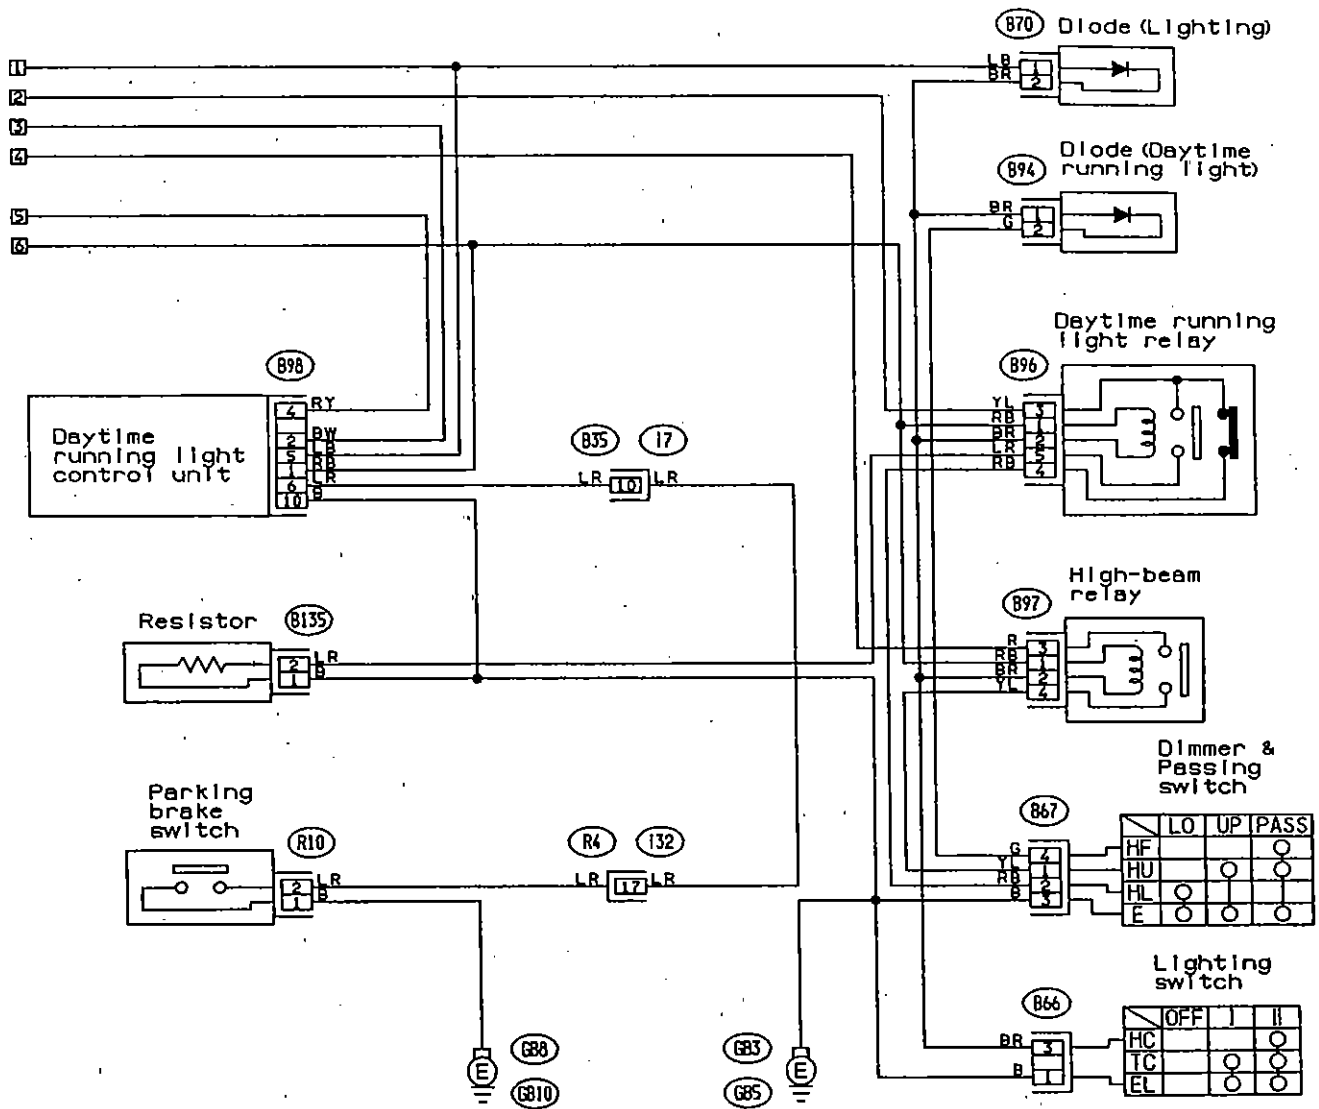 B70 Diode (Lighting)
1
LB 1
BR 2
2
3
4
Diode (Daytime
running light)
B94
BR 1
G 2
5
6
Daytime running
light relay
B98
B96
Daytime
running light
control unit
4 RY
2 BW
5 LB
1 RB
6 LR
10 B
YL 3
RB 1
BR 2
LR 5
RB 4
B35 i7
LR 10 LR
High-beam
relay
B97
Resistor B135
2 LR
1 B
R 3
RB 1
BR 2
YL 4
Dimmer &
Passing
switch
Parking
brake
switch
R10
2 LR
1 B
R4 i32
LR 17 LR
B67
G 4
YL 1
RB 2
B 3
LO UP PASS
HF
HU
HL
E
Lighting
switch
B66
BR 3
B 1
OFF I II
HC
TC
EL
GB8
E
GB10
GB3
E
GB5